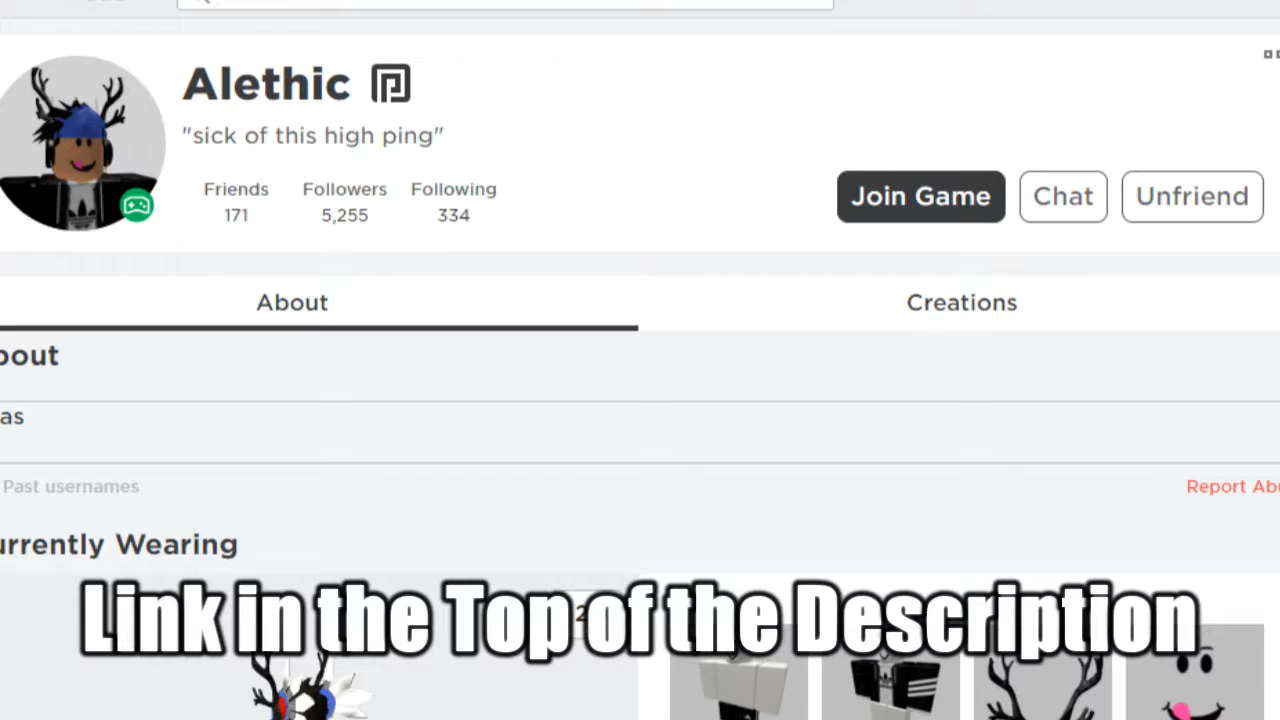 Alethic
"sick of this high ping"
Friends Followers Following
171 5,255 334
Join Game Chat Unfriend
About Creations
bout
as
Past usernames
Report Abu
urrently Wearing
Link in the Top of the Description